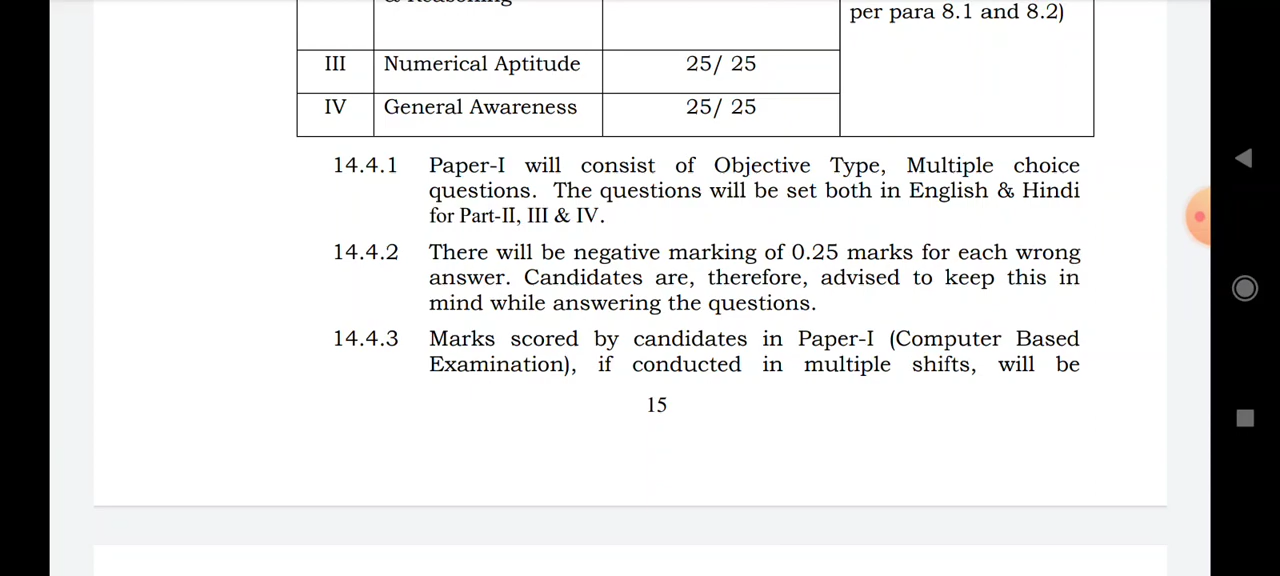 & Reasoning
per para 8.1 and 8.2)
III Numerical Aptitude 25/ 25
IV General Awareness 25/ 25
14.4.1 Paper-I will consist of Objective Type, Multiple choice
questions. The questions will be set both in English & Hindi
for Part-II, III & IV.
14.4.2 There will be negative marking of 0.25 marks for each wrong
answer. Candidates are, therefore, advised to keep this in
mind while answering the questions.
14.4.3 Marks scored by candidates in Paper-I (Computer Based
Examination), if conducted in multiple shifts, will be
15